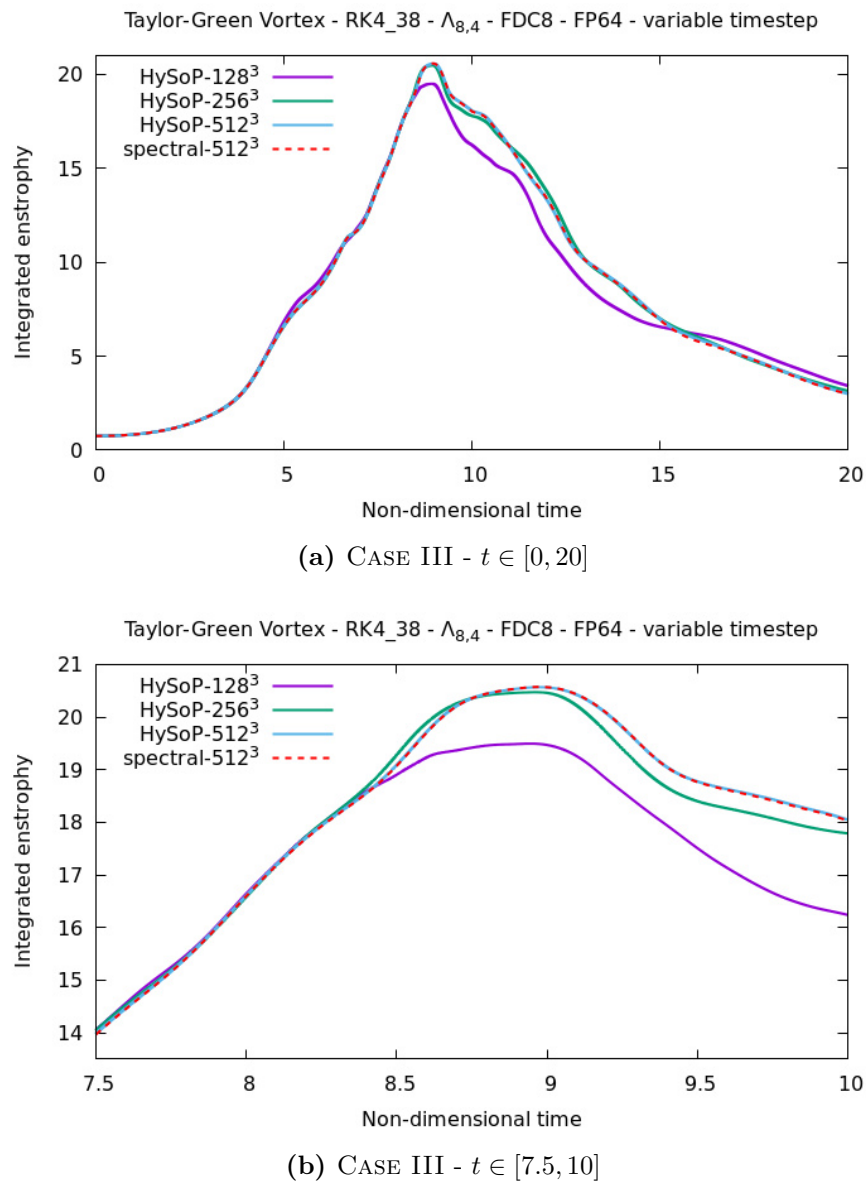 Taylor-Green Vortex - RK4_38 - Λ8,4 - FDC8 - FP64 - variable timestep
HySoP-128³
HySoP-256³
HySoP-512³
spectral-512³
Integrated enstrophy
20
15
10
5
0
0 5 10 15 20
Non-dimensional time
(a) CASE III - t ∈ [0, 20]
Taylor-Green Vortex - RK4_38 - Λ8,4 - FDC8 - FP64 - variable timestep
HySoP-128³
HySoP-256³
HySoP-512³
spectral-512³
Integrated enstrophy
21
20
19
18
17
16
15
14
7.5 8 8.5 9 9.5 10
Non-dimensional time
(b) CASE III - t ∈ [7.5, 10]